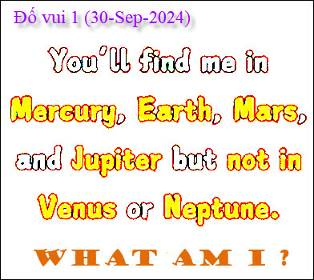 Đố vui 1 (30-Sep-2024)
You'll find me in
Mercury, Earth, Mars,
and Jupiter but not in
Venus or Neptune.
WHAT AM I ?